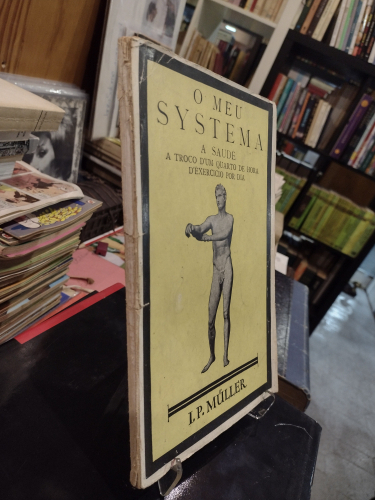 O MEU
SYSTEMA
A SAUDE
A TROCO D'UM QUARTO DE HORA
D'EXERCICIO POR DIA
J.P. MÜLLER